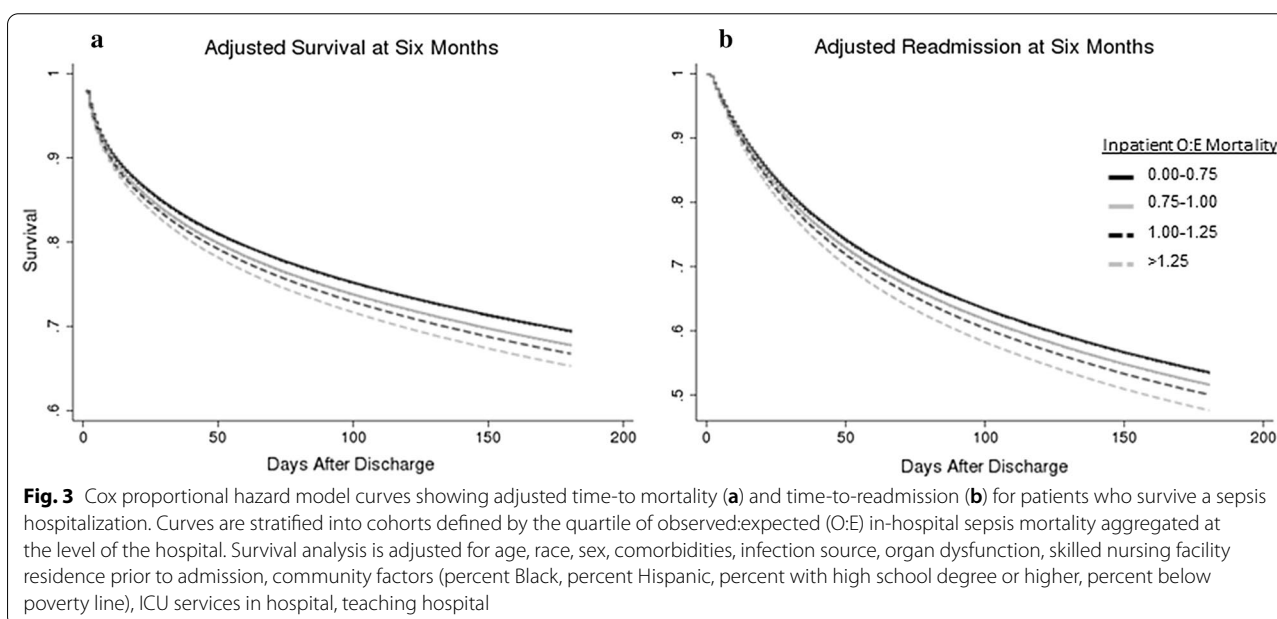 a
Adjusted Survival at Six Months
1
.9
.8
.7
.6
Survival
0
50
100
150
200
Days After Discharge
b
Adjusted Readmission at Six Months
1
.9
.8
.7
.6
.5
0
50
100
150
200
Days After Discharge
Inpatient O:E Mortality
0.00-0.75
0.75-1.00
1.00-1.25
>1.25
Fig. 3 Cox proportional hazard model curves showing adjusted time-to mortality (a) and time-to-readmission (b) for patients who survive a sepsis
hospitalization. Curves are stratified into cohorts defined by the quartile of observed:expected (O:E) in-hospital sepsis mortality aggregated at
the level of the hospital. Survival analysis is adjusted for age, race, sex, comorbidities, infection source, organ dysfunction, skilled nursing facility
residence prior to admission, community factors (percent Black, percent Hispanic, percent with high school degree or higher, percent below
poverty line), ICU services in hospital, teaching hospital